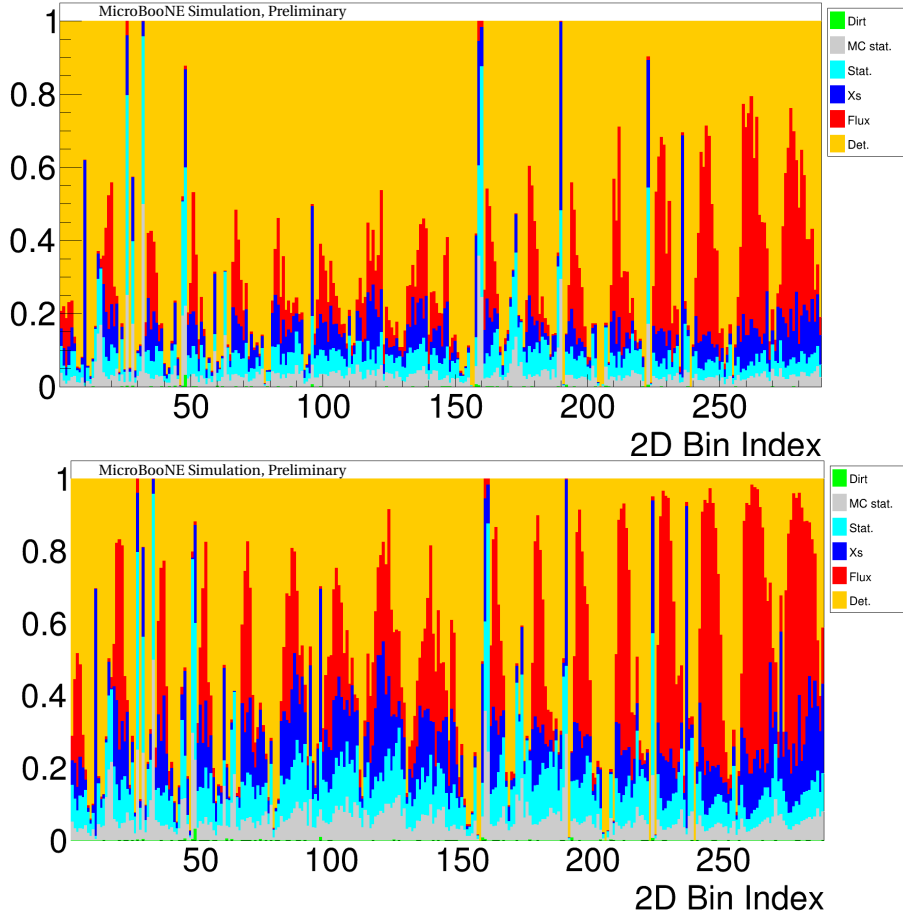 MicroBooNE Simulation, Preliminary
1
0.8
0.6
0.4
0.2
0
50 100 150 200 250
2D Bin Index
Dirt
MC stat.
Stat.
Xs
Flux
Det.
MicroBooNE Simulation, Preliminary
1
0.8
0.6
0.4
0.2
0
50 100 150 200 250
2D Bin Index
Dirt
MC stat.
Stat.
Xs
Flux
Det.